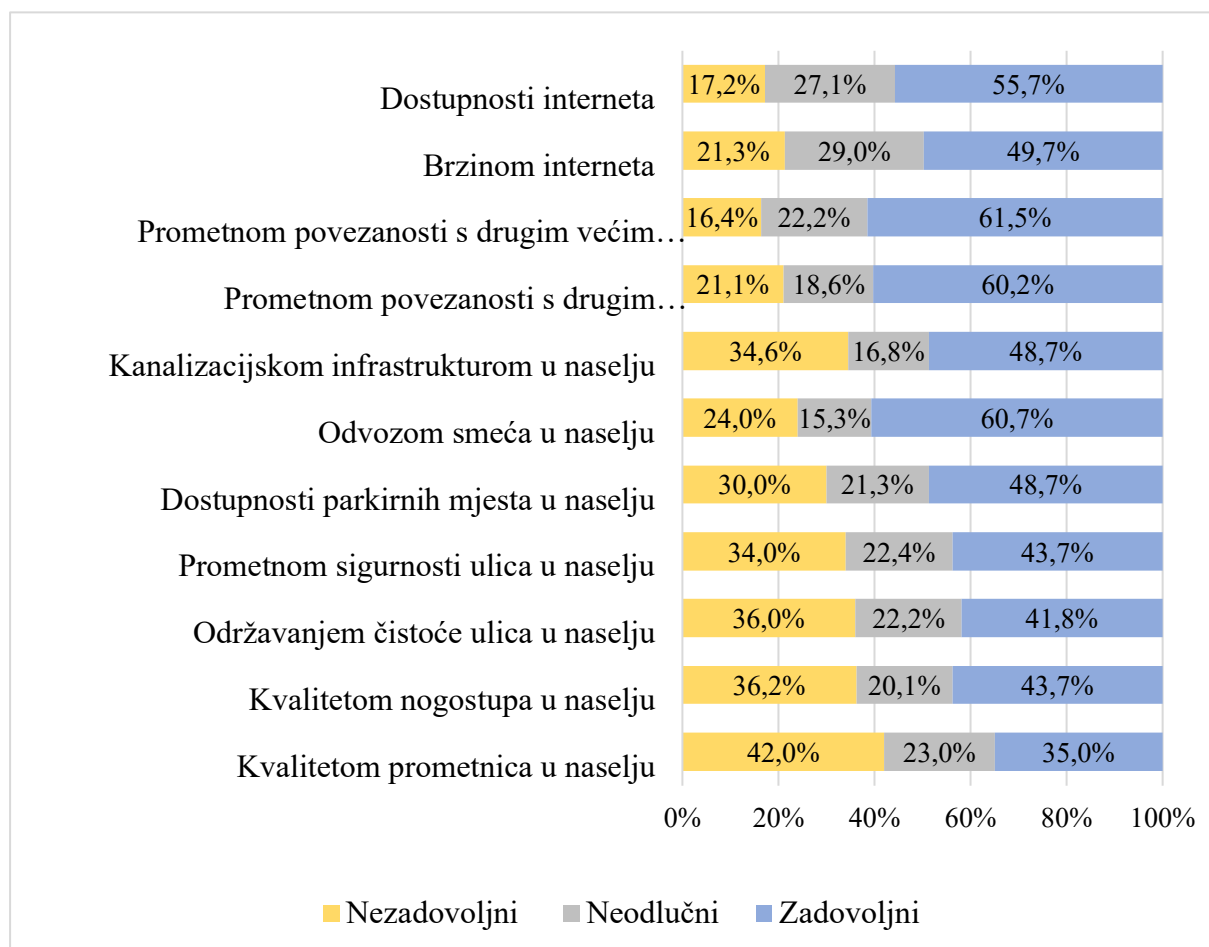 Dostupnosti interneta 17,2% 27,1% 55,7%
Brzinom interneta 21,3% 29,0% 49,7%
Prometnom povezanosti s drugim većim… 16,4% 22,2% 61,5%
Prometnom povezanosti s drugim… 21,1% 18,6% 60,2%
Kanalizacijskom infrastrukturom u naselju 34,6% 16,8% 48,7%
Odvozom smeća u naselju 24,0% 15,3% 60,7%
Dostupnosti parkirnih mjesta u naselju 30,0% 21,3% 48,7%
Prometnom sigurnosti ulica u naselju 34,0% 22,4% 43,7%
Održavanjem čistoće ulica u naselju 36,0% 22,2% 41,8%
Kvalitetom nogostupa u naselju 36,2% 20,1% 43,7%
Kvalitetom prometnica u naselju 42,0% 23,0% 35,0%
0% 20% 40% 60% 80% 100%
Nezadovoljni Neodlučni Zadovoljni